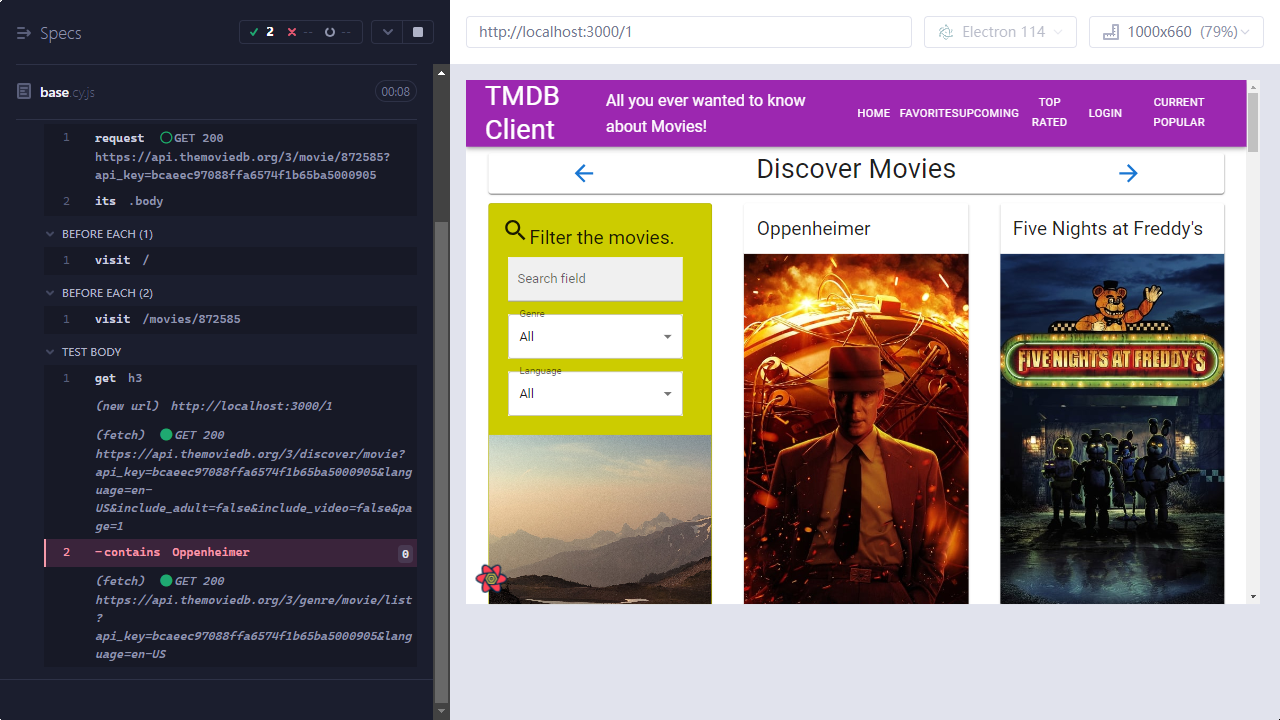 Specs
2
--
--
base.cy.js
00:08
1 request GET 200
https://api.themoviedb.org/3/movie/872585?
api_key=bcaeec97088ffa6574f1b65ba5000905
2 its .body
BEFORE EACH (1)
1 visit /
BEFORE EACH (2)
1 visit /movies/872585
TEST BODY
1 get h3
(new url) http://localhost:3000/1
(fetch) GET 200
https://api.themoviedb.org/3/discover/movie?
api_key=bcaeec97088ffa6574f1b65ba5000905&lang
uage=en-
US&include_adult=false&include_video=false&pa
ge=1
2 -contains Oppenheimer 0
(fetch) GET 200
https://api.themoviedb.org/3/genre/movie/list
?
api_key=bcaeec97088ffa6574f1b65ba5000905&lang
uage=en-US
http://localhost:3000/1
Electron 114
1000x660 (79%)
TMDB
Client
All you ever wanted to know
about Movies!
HOME
FAVORITES
UPCOMING
TOP
RATED
LOGIN
CURRENT
POPULAR
Discover Movies
Filter the movies.
Search field
Genre
All
Language
All
Oppenheimer
Five Nights at Freddy's
FIVE NIGHTS AT FREDDY'S